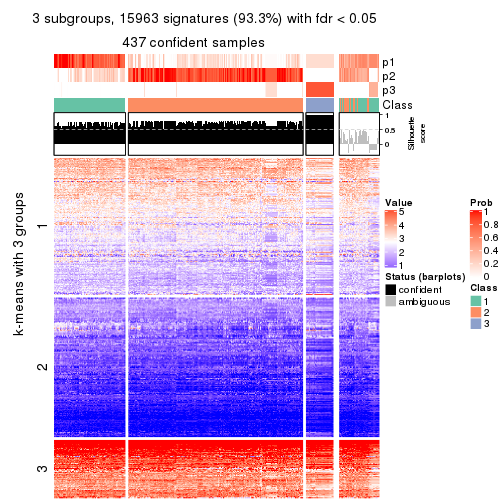 3 subgroups, 15963 signatures (93.3%) with fdr < 0.05
437 confident samples
p1
p2
p3
Class
1
0.5
0
Silhouette
score
k-means with 3 groups
1
2
3
Value
5
4
3
2
1
Status (barplots)
confident
ambiguous
Prob
1
0.8
0.6
0.4
0.2
0
Class
1
2
3